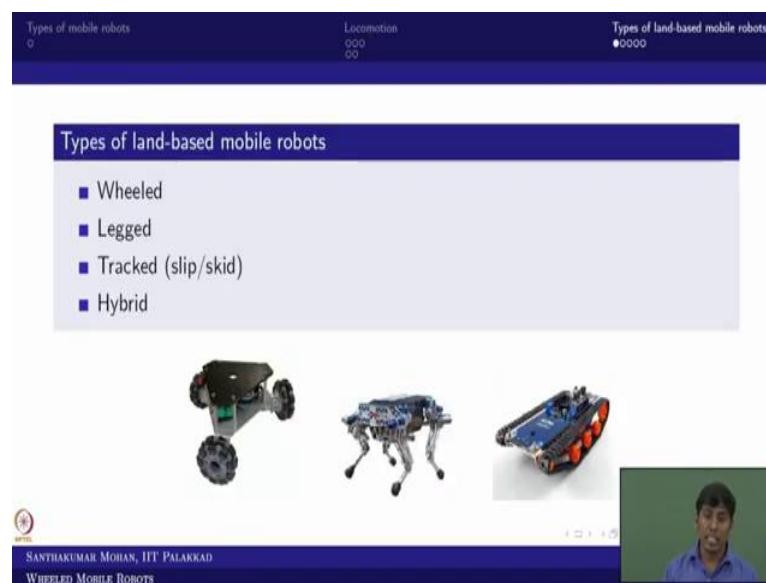 Types of mobile robots
Locomotion
Types of land-based mobile robots
Types of land-based mobile robots
Wheeled
Legged
Tracked (slip/skid)
Hybrid
NPTEL
SANTHAKUMAR MOHAN, IIT PALAKKAD
WHEELED MOBILE ROBOTS